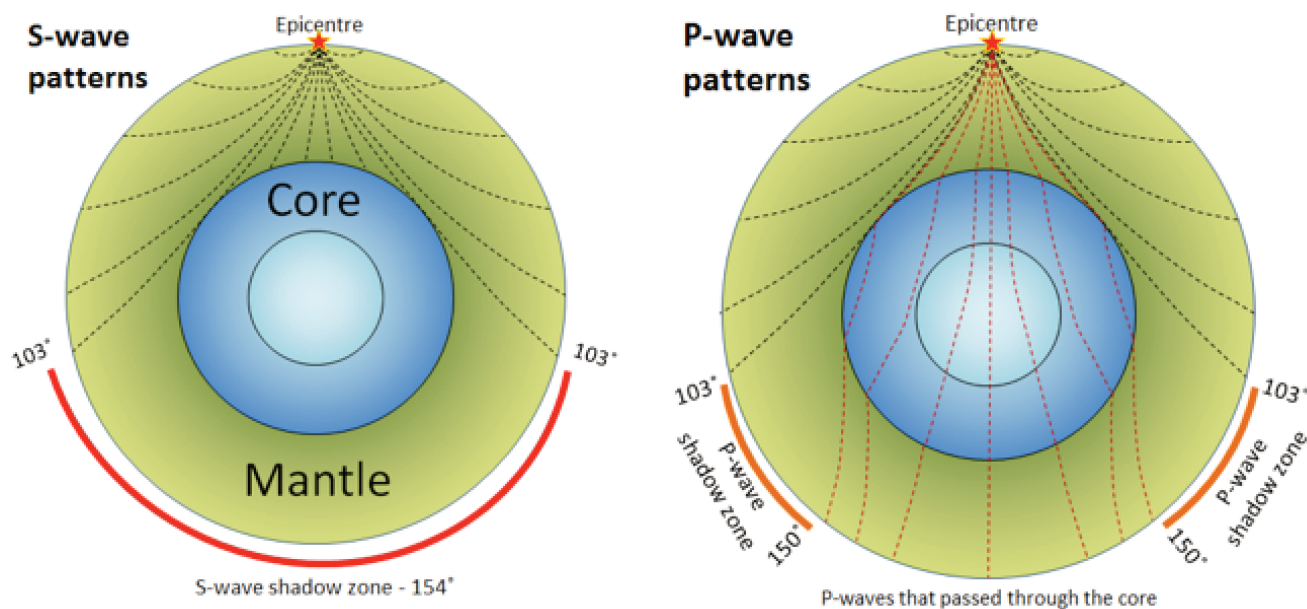 S-wave
patterns
Epicentre
Core
Mantle
103˚
103˚
S-wave shadow zone - 154˚
P-wave
patterns
Epicentre
103˚
P-wave
shadow zone
150˚
103˚
P-wave
shadow zone
150˚
P-waves that passed through the core